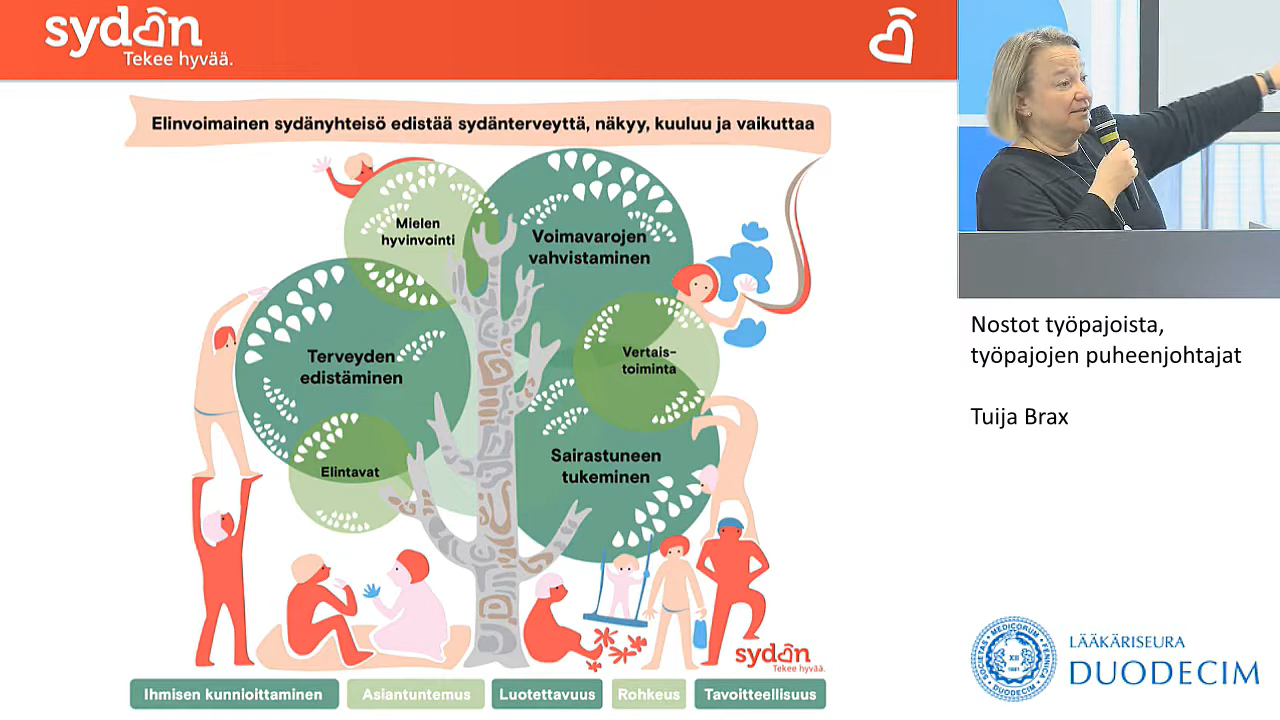 sydän
Tekee hyvää.
Elinvoimainen sydänyhteisö edistää sydänterveyttä, näkyy, kuuluu ja vaikuttaa
Mielen
hyvinvointi
Voimavarojen
vahvistaminen
Terveyden
edistäminen
Vertais-
toiminta
Elintavat
Sairastuneen
tukeminen
sydän
Tekee hyvää.
Ihmisen kunnioittaminen
Asiantuntemus
Luotettavuus
Rohkeus
Tavoitteellisuus
Nostot työpajoista,
työpajojen puheenjohtajat
Tuija Brax
LÄÄKÄRISEURA
DUODECIM